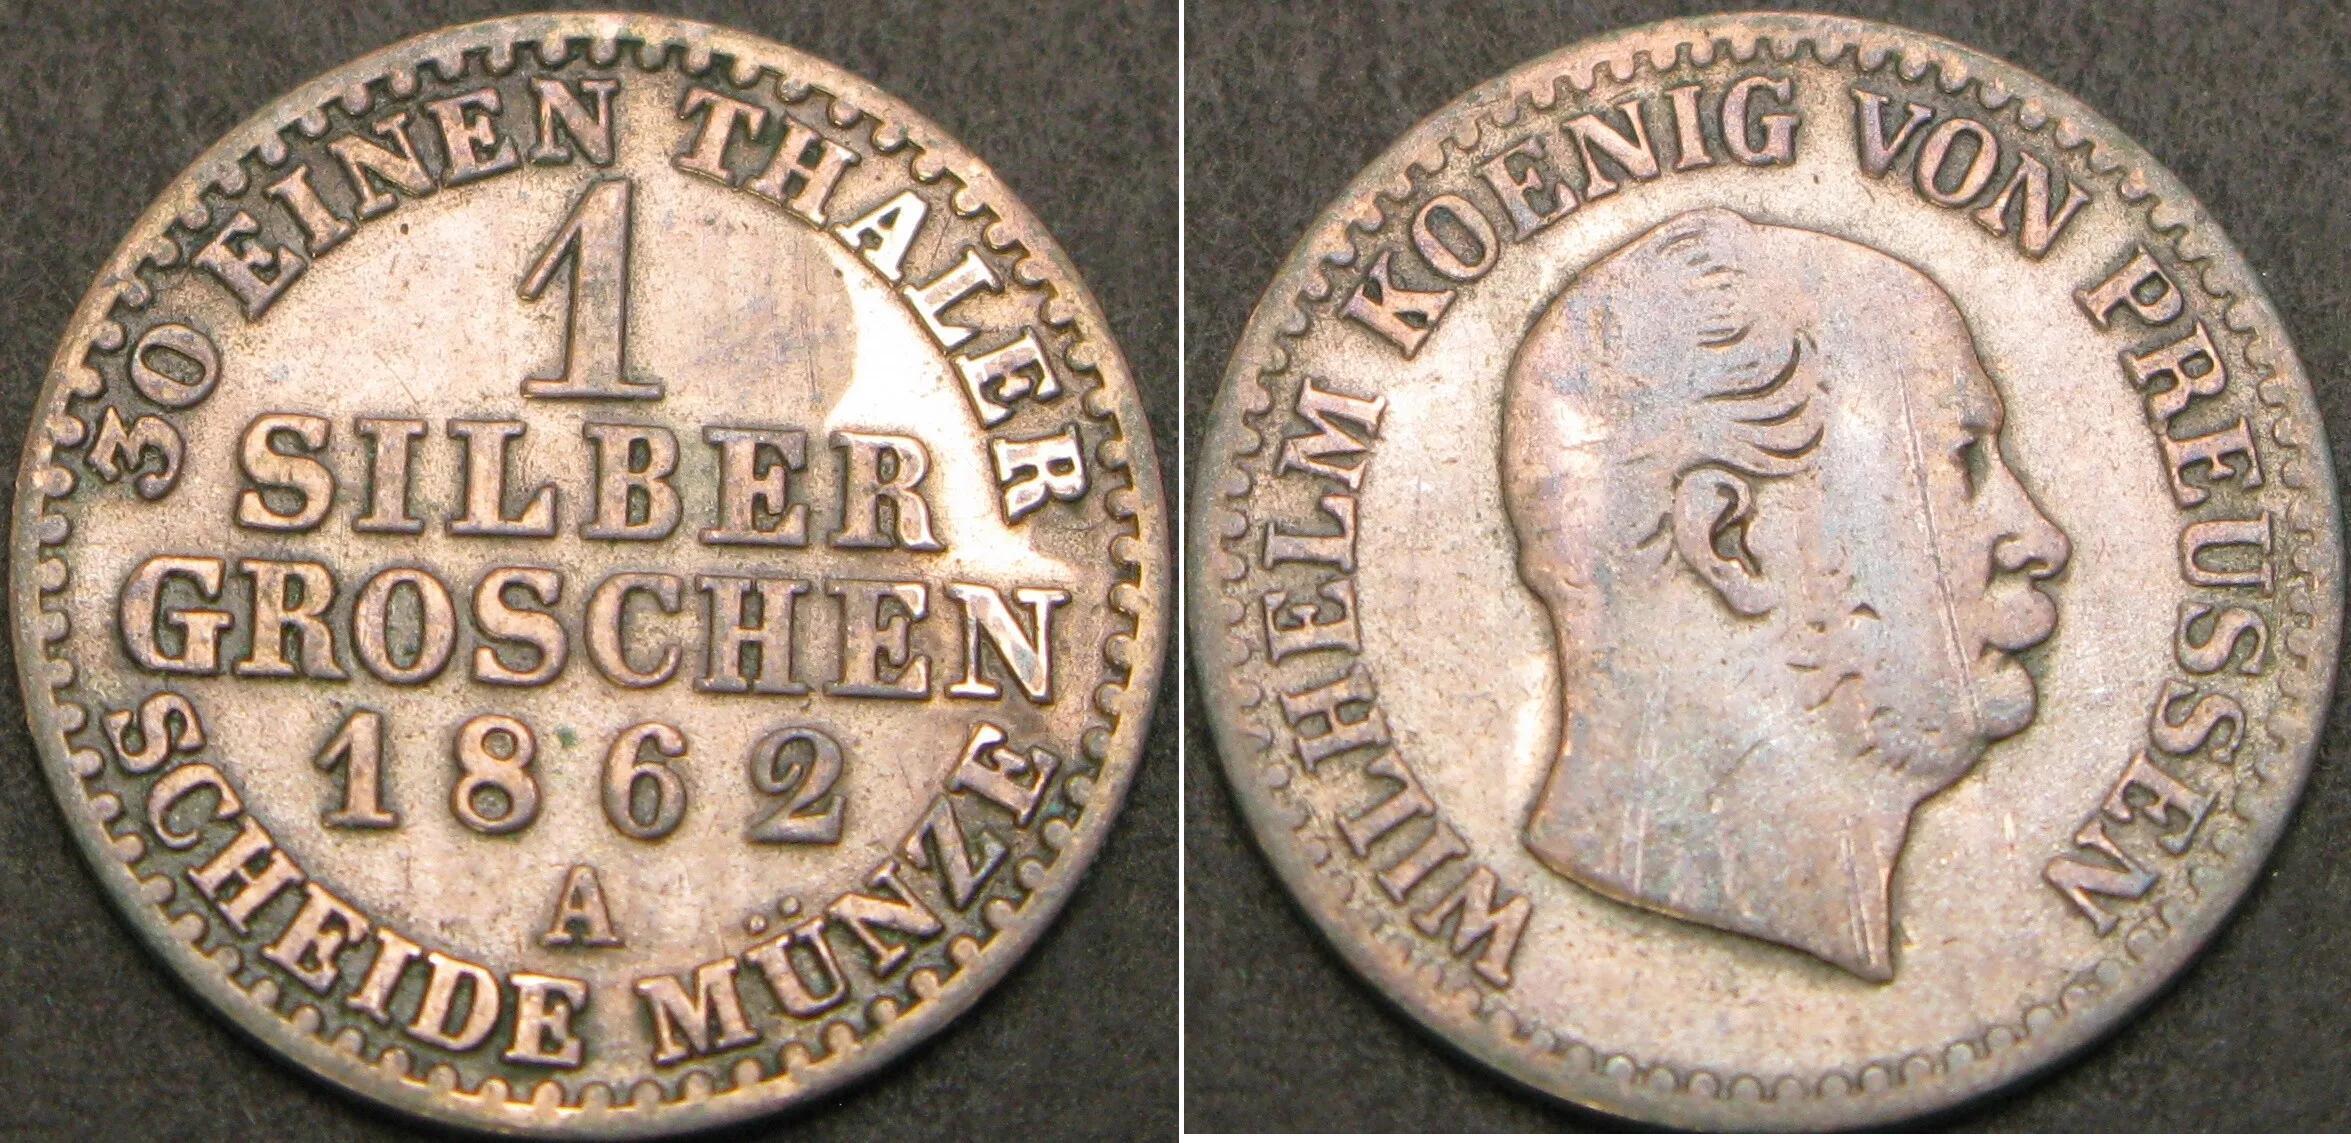 30 EINEN THALER
1
SILBER
GROSCHEN
1862
A
SCHEIDE MÜNZE
WILHELM KOENIG VON PREUSSEN